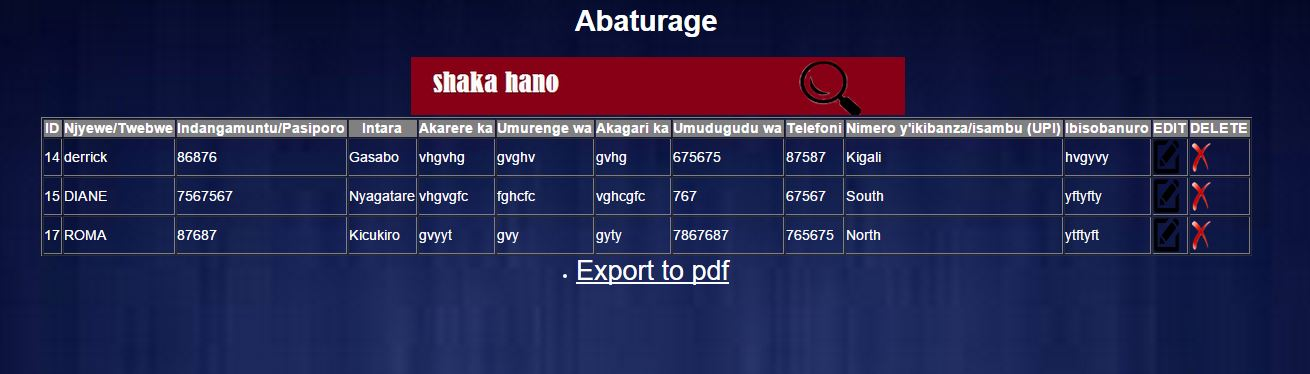 Abaturage
shaka hano
ID Njyewe/Twebwe Indangamuntu/Pasiporo Intara Akarere ka Umurenge wa Akagari ka Umudugudu wa Telefoni Nimero y'ikibanza/isambu (UPI) Ibisobanuro EDIT DELETE
14 derrick 86876 Gasabo vhgvhg gvghv gvhg 675675 87587 Kigali hvgyvy
15 DIANE 7567567 Nyagatare vhgvgfc fghcfc vghcgfc 767 67567 South yftyfty
17 ROMA 87687 Kicukiro gvyyt gvy gyty 7867687 765675 North ytftyft
• Export to pdf